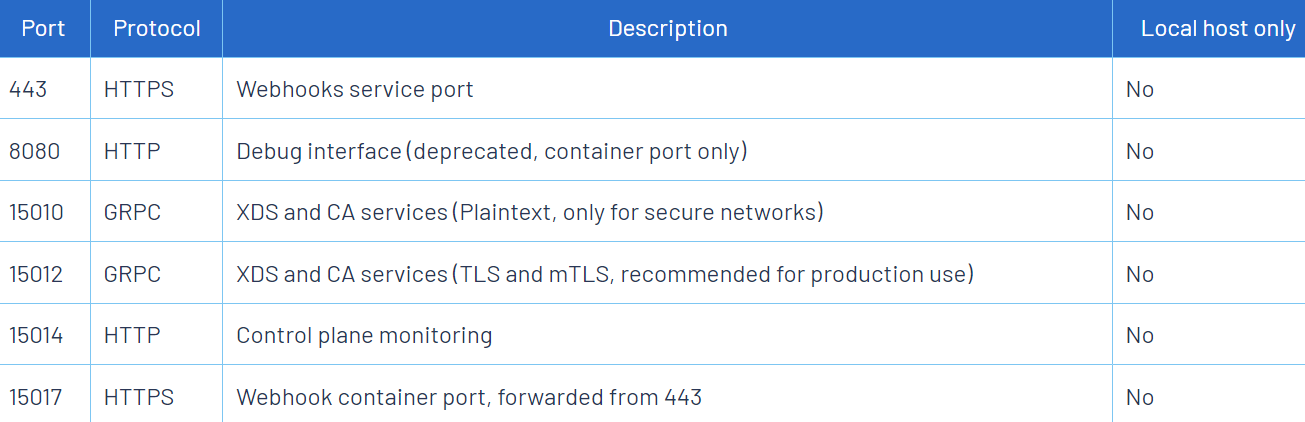 Port Protocol Description Local host only
443 HTTPS Webhooks service port No
8080 HTTP Debug interface (deprecated, container port only) No
15010 GRPC XDS and CA services (Plaintext, only for secure networks) No
15012 GRPC XDS and CA services (TLS and mTLS, recommended for production use) No
15014 HTTP Control plane monitoring No
15017 HTTPS Webhook container port, forwarded from 443 No